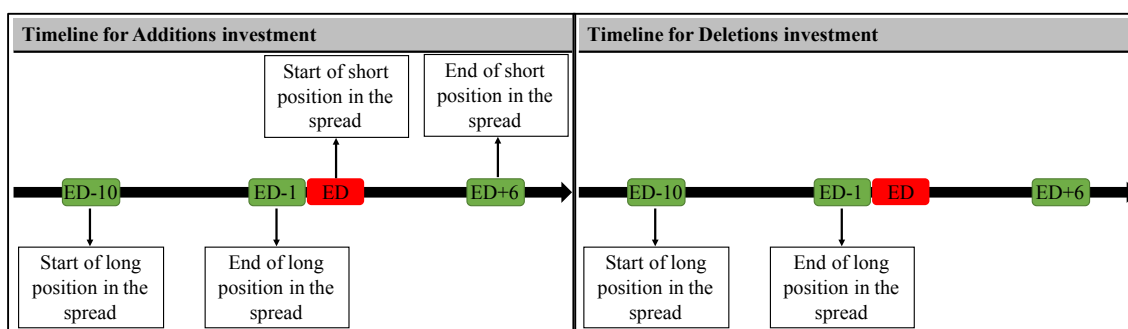 Timeline for Additions investment
Start of short
position in the
spread
End of short
position in the
spread
ED-10
ED-1
ED
ED+6
Start of long
position in the
spread
End of long
position in the
spread
Timeline for Deletions investment
ED-10
ED-1
ED
ED+6
Start of long
position in the
spread
End of long
position in the
spread